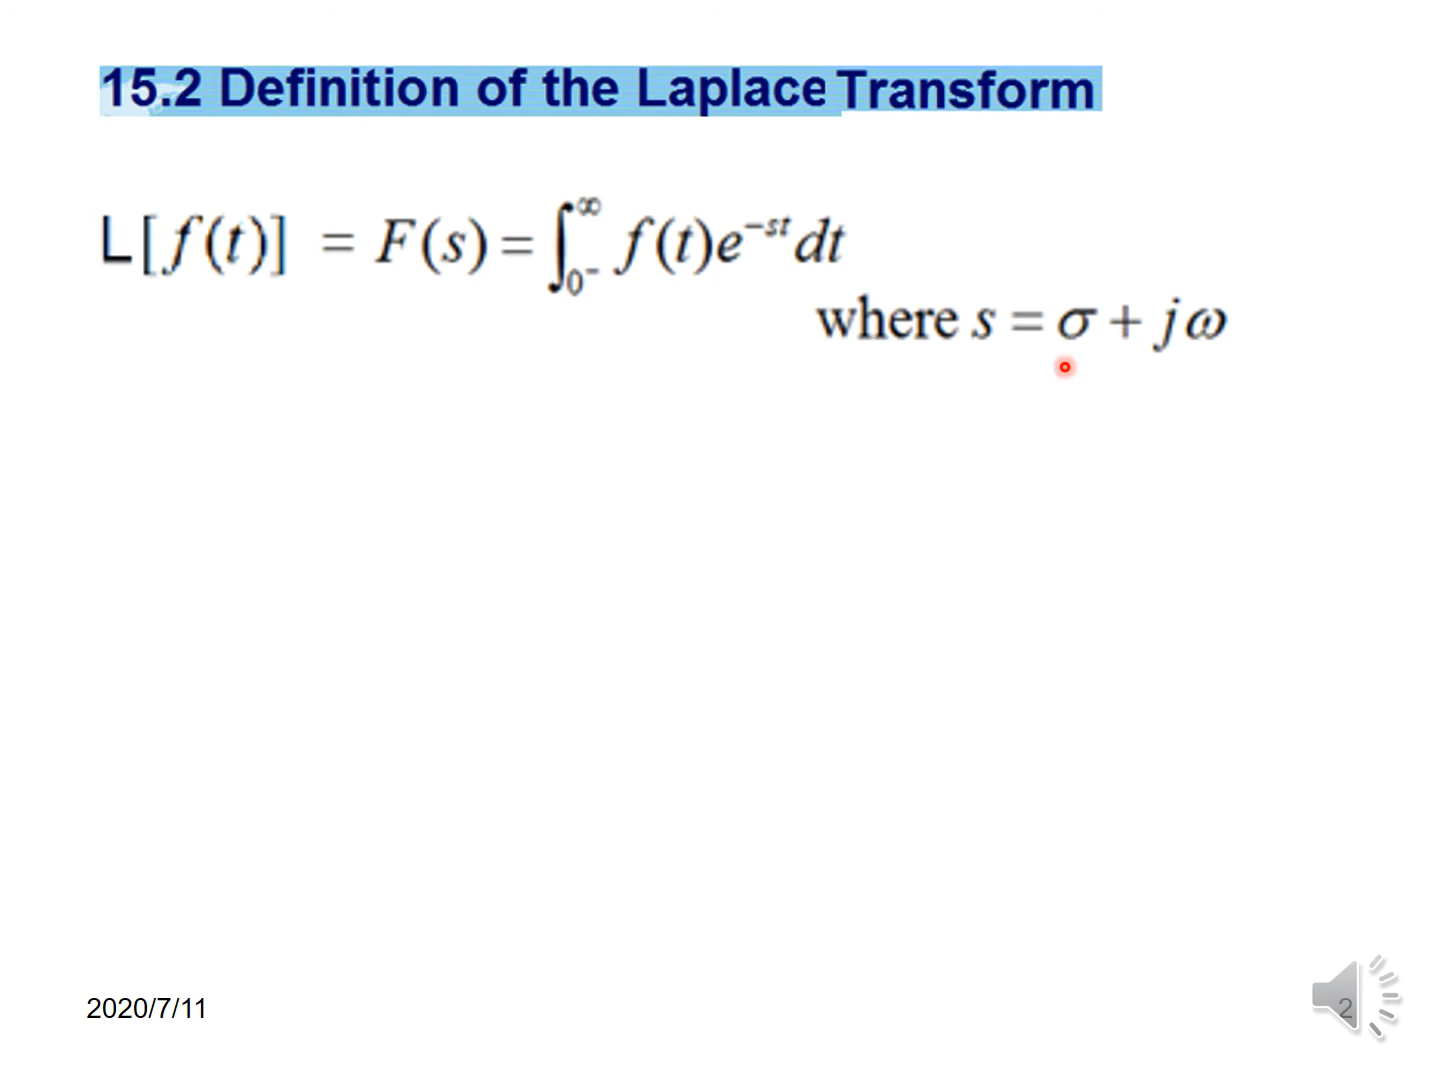 15.2 Definition of the Laplace Transform
L[f(t)] = F(s) = ∫₀₋^∞ f(t)e^{-st} dt
where s = σ + jω
2020/7/11
2